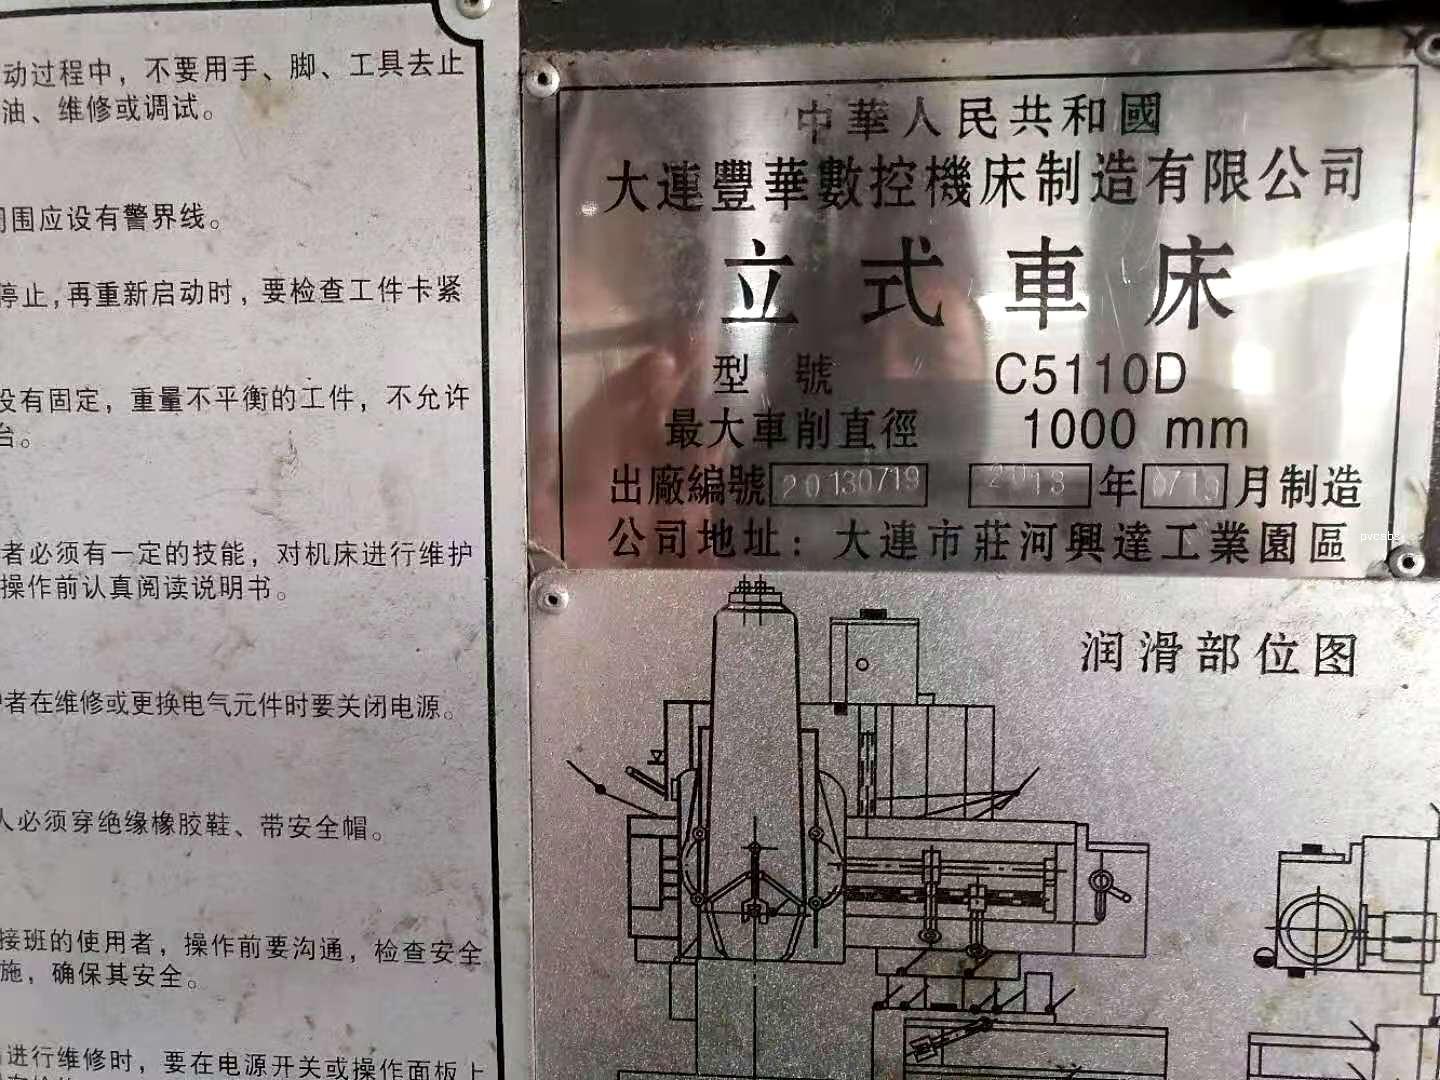 动过程中，不要用手、脚、工具去止
油、维修或调试。
围应设有警界线。
停止，再重新启动时，要检查工件卡紧
没有固定，重量不平衡的工件，不允许
台。
者必须有一定的技能，对机床进行维护
操作前认真阅读说明书。
者在维修或更换电气元件时要关闭电源。
人必须穿绝缘橡胶鞋、带安全帽。
接班的使用者，操作前要沟通，检查安全
施，确保其安全。
进行维修时，要在电源开关或操作面板上
中華人民共和國
大連豐華數控機床制造有限公司
立式車床
型號 C5110D
最大車削直徑 1000 mm
出廠編號 20130719 2013 年 月制造
公司地址：大連市莊河興達工業園區
pvcabs
润滑部位图